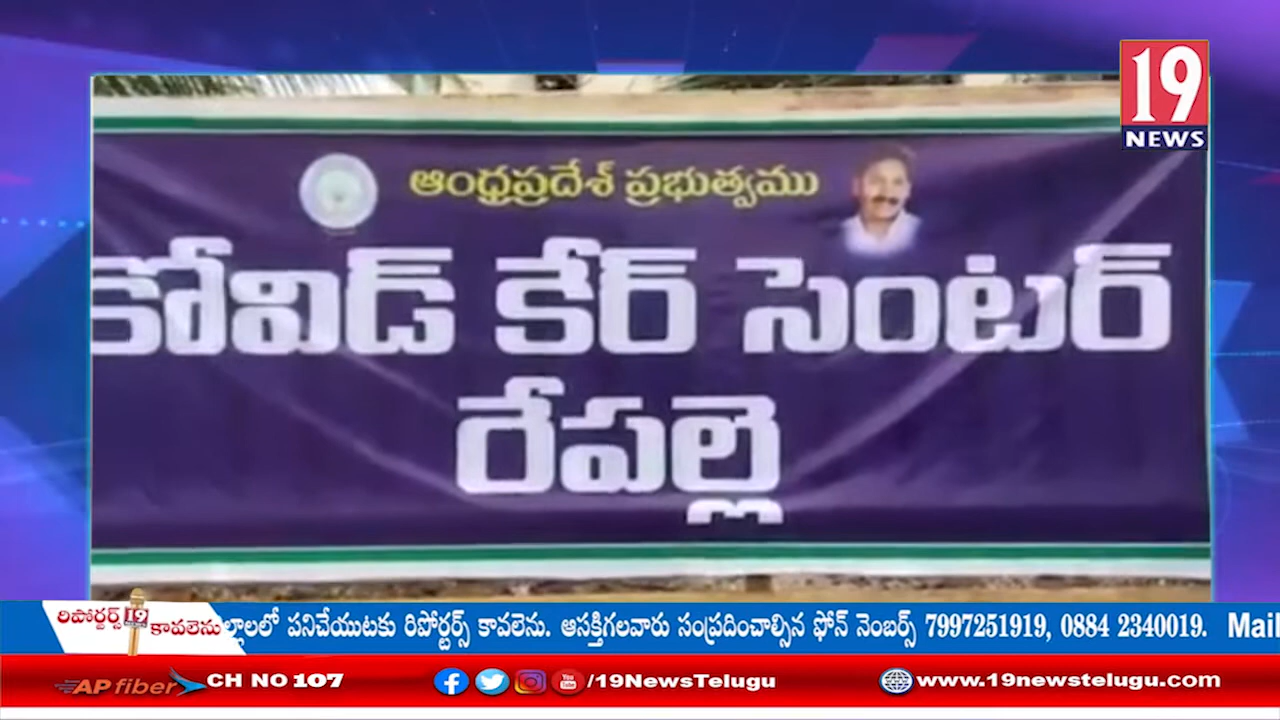 19
NEWS
ఆంధ్రప్రదేశ్ ప్రభుత్వము
కోవిడ్ కేర్ సెంటర్
రేపల్లె
రిపోర్టర్స్ 19
కావలెను
ల్లాలలో పనిచేయుటకు రిపోర్టర్స్ కావలెను. ఆసక్తిగలవారు సంప్రదించాల్సిన ఫోన్ నెంబర్స్ 7997251919, 0884 2340019. Mail
AP fiber CH NO 107 /19NewsTelugu www.19newstelugu.com